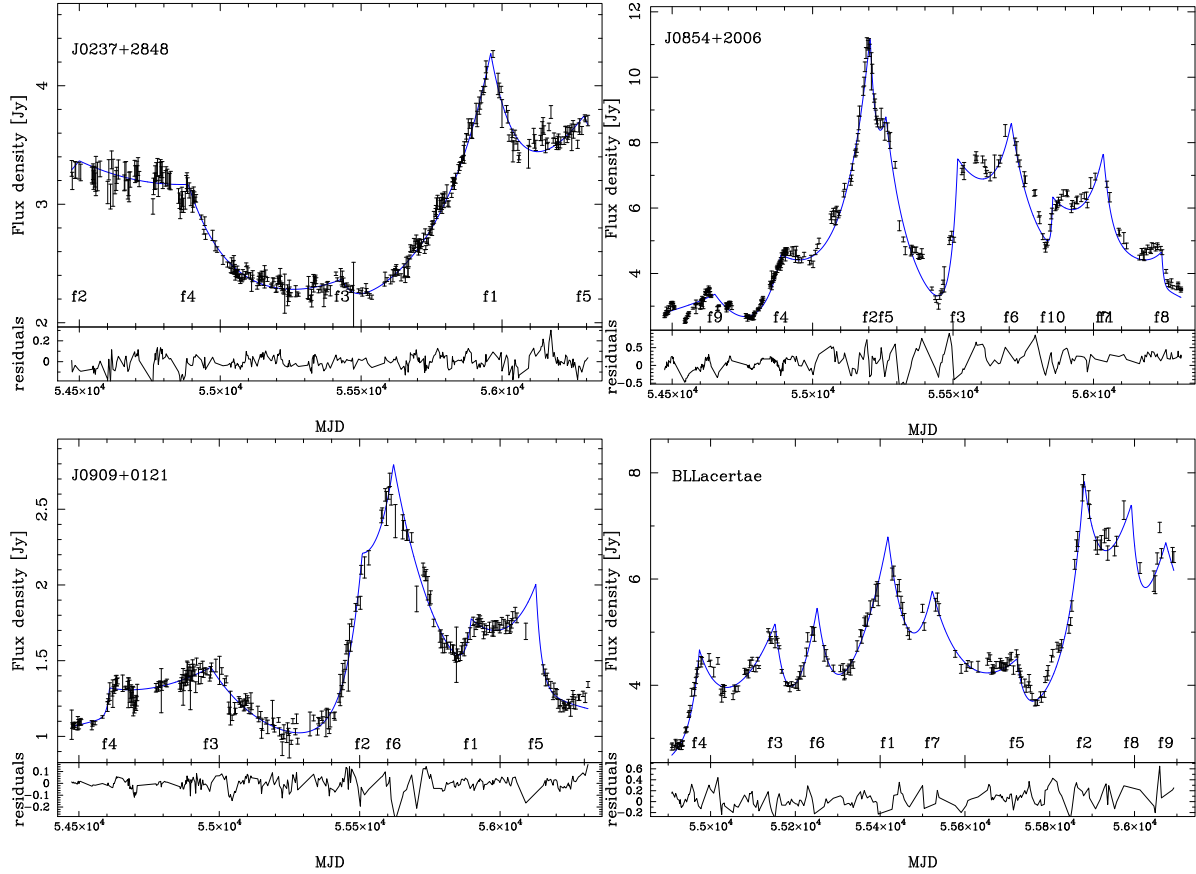 J0237+2848
Flux density [Jy]
4
3
2
f2 f4 f3 f1 f5
residuals
0.2
0
5.45×10⁴ 5.5×10⁴ 5.55×10⁴ 5.6×10⁴
MJD
J0854+2006
Flux density [Jy]
12
10
8
6
4
f9 f4 f2 f5 f3 f6 f10 f1 f8
residuals
0.5
0
−0.5
5.45×10⁴ 5.5×10⁴ 5.55×10⁴ 5.6×10⁴
MJD
J0909+0121
Flux density [Jy]
2.5
2
1.5
1
f4 f3 f2 f6 f1 f5
residuals
0.1
0
−0.1
−0.2
5.45×10⁴ 5.5×10⁴ 5.55×10⁴ 5.6×10⁴
MJD
BLLacertae
Flux density [Jy]
8
6
4
f4 f3 f6 f1 f7 f5 f2 f8 f9
residuals
0.6
0.4
0.2
0
−0.2
5.5×10⁴ 5.52×10⁴ 5.54×10⁴ 5.56×10⁴ 5.58×10⁴ 5.6×10⁴
MJD